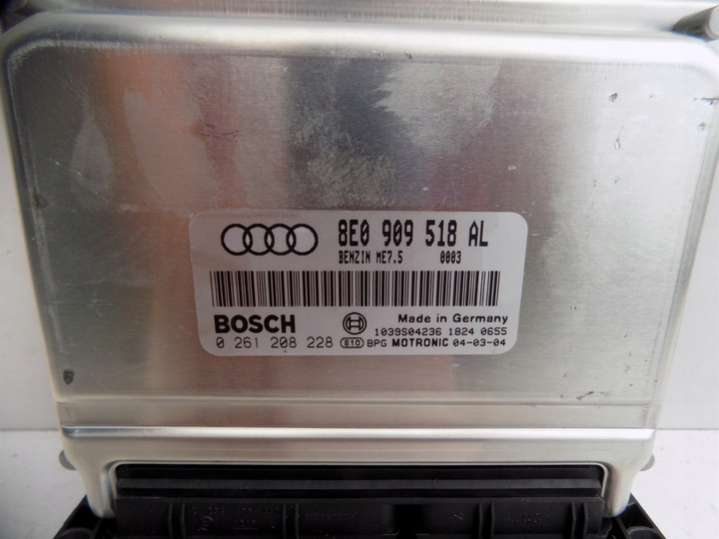 8E0 909 518 AL
BENZIN ME7.5 0003
BOSCH Made in Germany
1039S04236 1824 0655
0 261 208 228 E10 BPG MOTRONIC 04-03-04